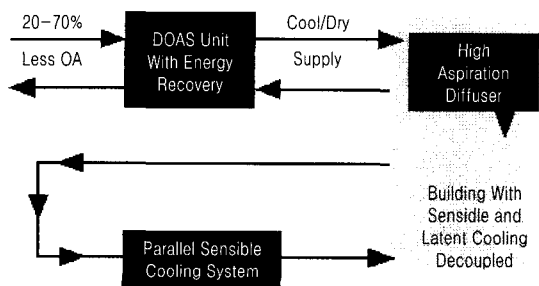 20–70%
Less OA
DOAS Unit
With Energy
Recovery
Cool/Dry
Supply
High
Aspiration
Diffuser
Building With
Sensidle and
Latent Cooling
Decoupled
Parallel Sensible
Cooling System